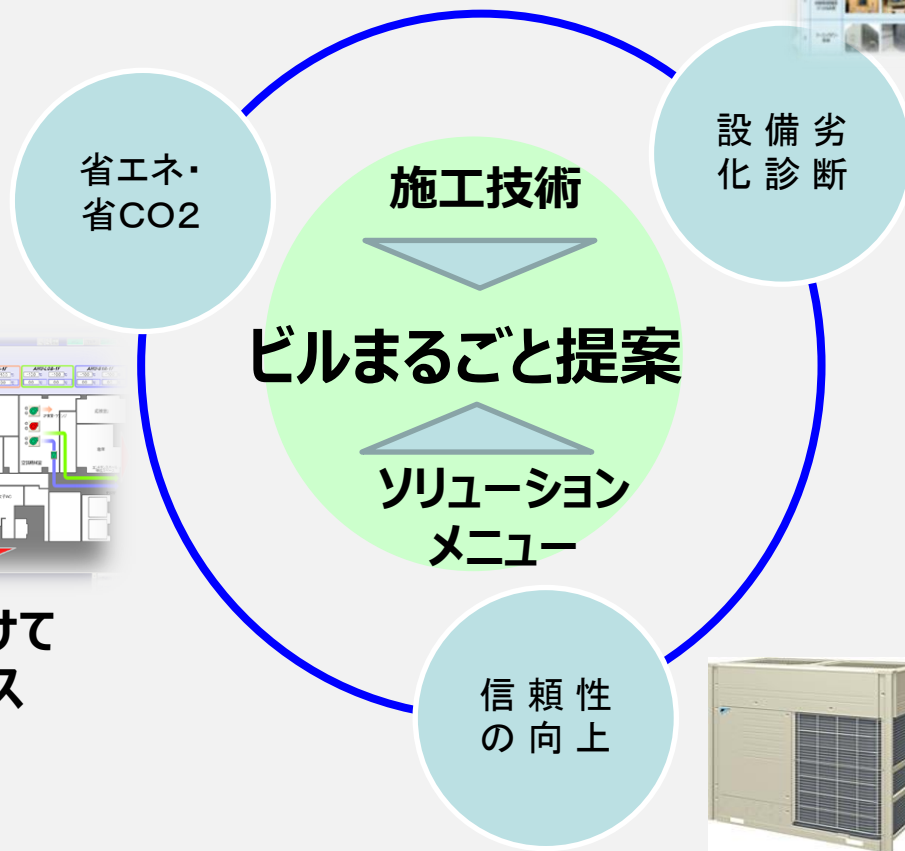 設備劣
化診断
省エネ・
省CO2
施工技術
ビルまるごと提案
ソリューション
メニュー
けて
ス
信頼性
の向上